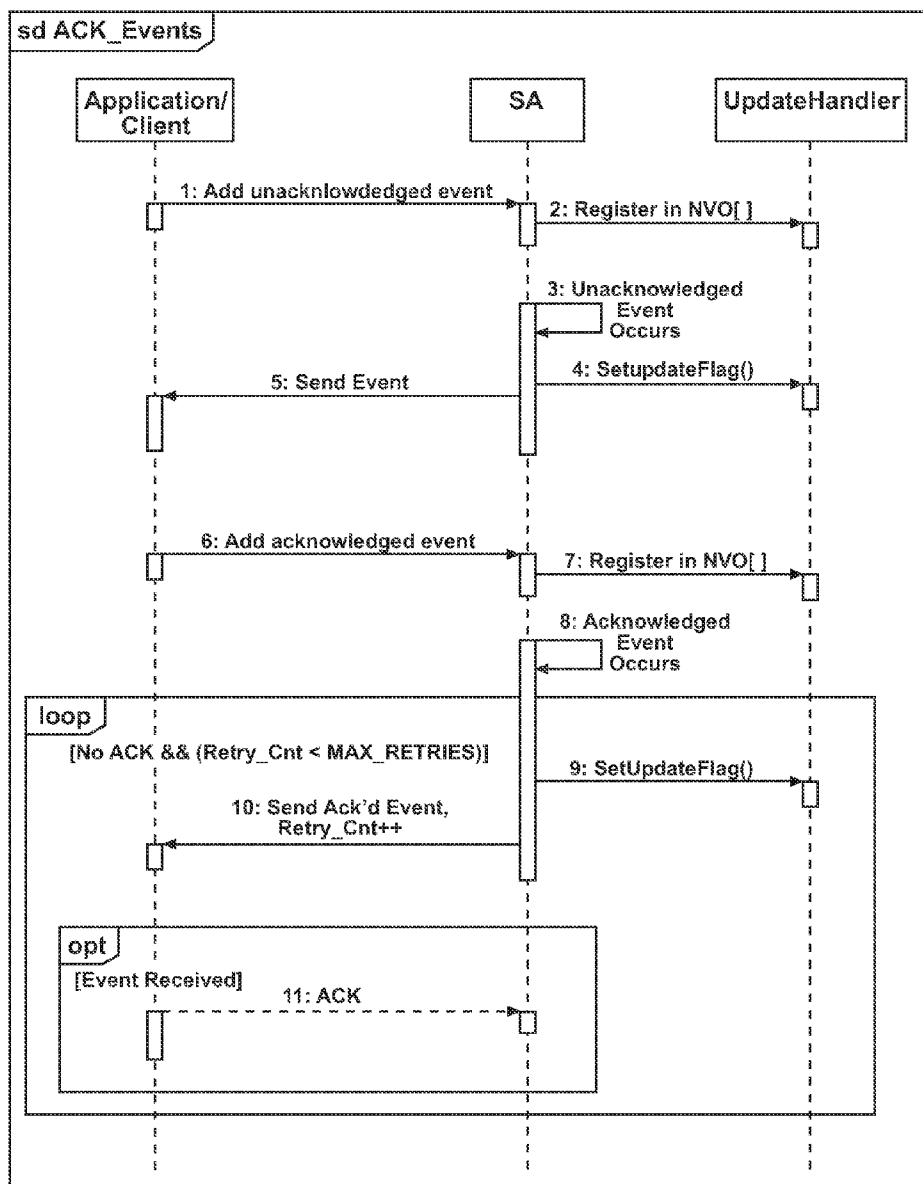 sd ACK_Events
Application/
Client
SA
UpdateHandler
1: Add unacknlowdedged event
2: Register in NVO[ ]
3: Unacknowledged
Event
Occurs
4: SetupdateFlag()
5: Send Event
6: Add acknowledged event
7: Register in NVO[ ]
8: Acknowledged
Event
Occurs
loop
[No ACK && (Retry_Cnt < MAX_RETRIES)]
9: SetUpdateFlag()
10: Send Ack'd Event,
Retry_Cnt++
opt
[Event Received]
11: ACK